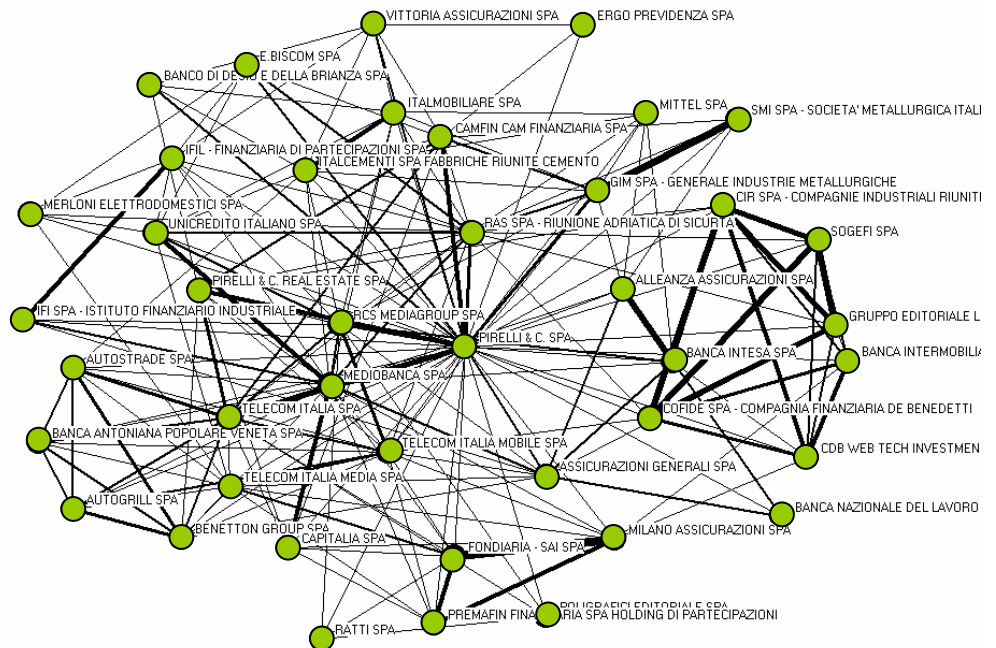 VITTORIA ASSICURAZIONI SPA
ERGO PREVIDENZA SPA
E.BISCOM SPA
BANCO DI DESIO E DELLA BRIANZA SPA
ITALMOBILIARE SPA
MITTEL SPA
SMI SPA - SOCIETA' METALLURGICA ITAL
CAMFIN CAM FINANZIARIA SPA
IFIL - FINANZIARIA DI PARTECIPAZIONI SPA
ITALCEMENTI SPA FABBRICHE RIUNITE CEMENTO
GIM SPA - GENERALE INDUSTRIE METALLURGICHE
CIR SPA - COMPAGNIE INDUSTRIALI RIUNITE
MERLONI ELETTRODOMESTICI SPA
UNICREDITO ITALIANO SPA
RAS SPA - RIUNIONE ADRIATICA DI SICURTA'
SOGEFI SPA
PIRELLI & C. REAL ESTATE SPA
ALLEANZA ASSICURAZIONI SPA
IFI SPA - ISTITUTO FINANZIARIO INDUSTRIALE
RCS MEDIAGROUP SPA
GRUPPO EDITORIALE L
PIRELLI & C. SPA
AUTOSTRADE SPA
MEDIOBANCA SPA
BANCA INTESA SPA
BANCA INTERMOBILIA
TELECOM ITALIA SPA
COFIDE SPA - COMPAGNIA FINANZIARIA DE BENEDETTI
BANCA ANTONIANA POPOLARE VENETA SPA
TELECOM ITALIA MOBILE SPA
CDB WEB TECH INVESTMEN
TELECOM ITALIA MEDIA SPA
ASSICURAZIONI GENERALI SPA
AUTOGRILL SPA
BANCA NAZIONALE DEL LAVORO
BENETTON GROUP SPA
MILANO ASSICURAZIONI SPA
CAPITALIA SPA
FONDIARIA - SAI SPA
POLIGRAFICI EDITORIALE SPA
PREMAFIN FINANZIARIA SPA HOLDING DI PARTECIPAZIONI
RATTI SPA